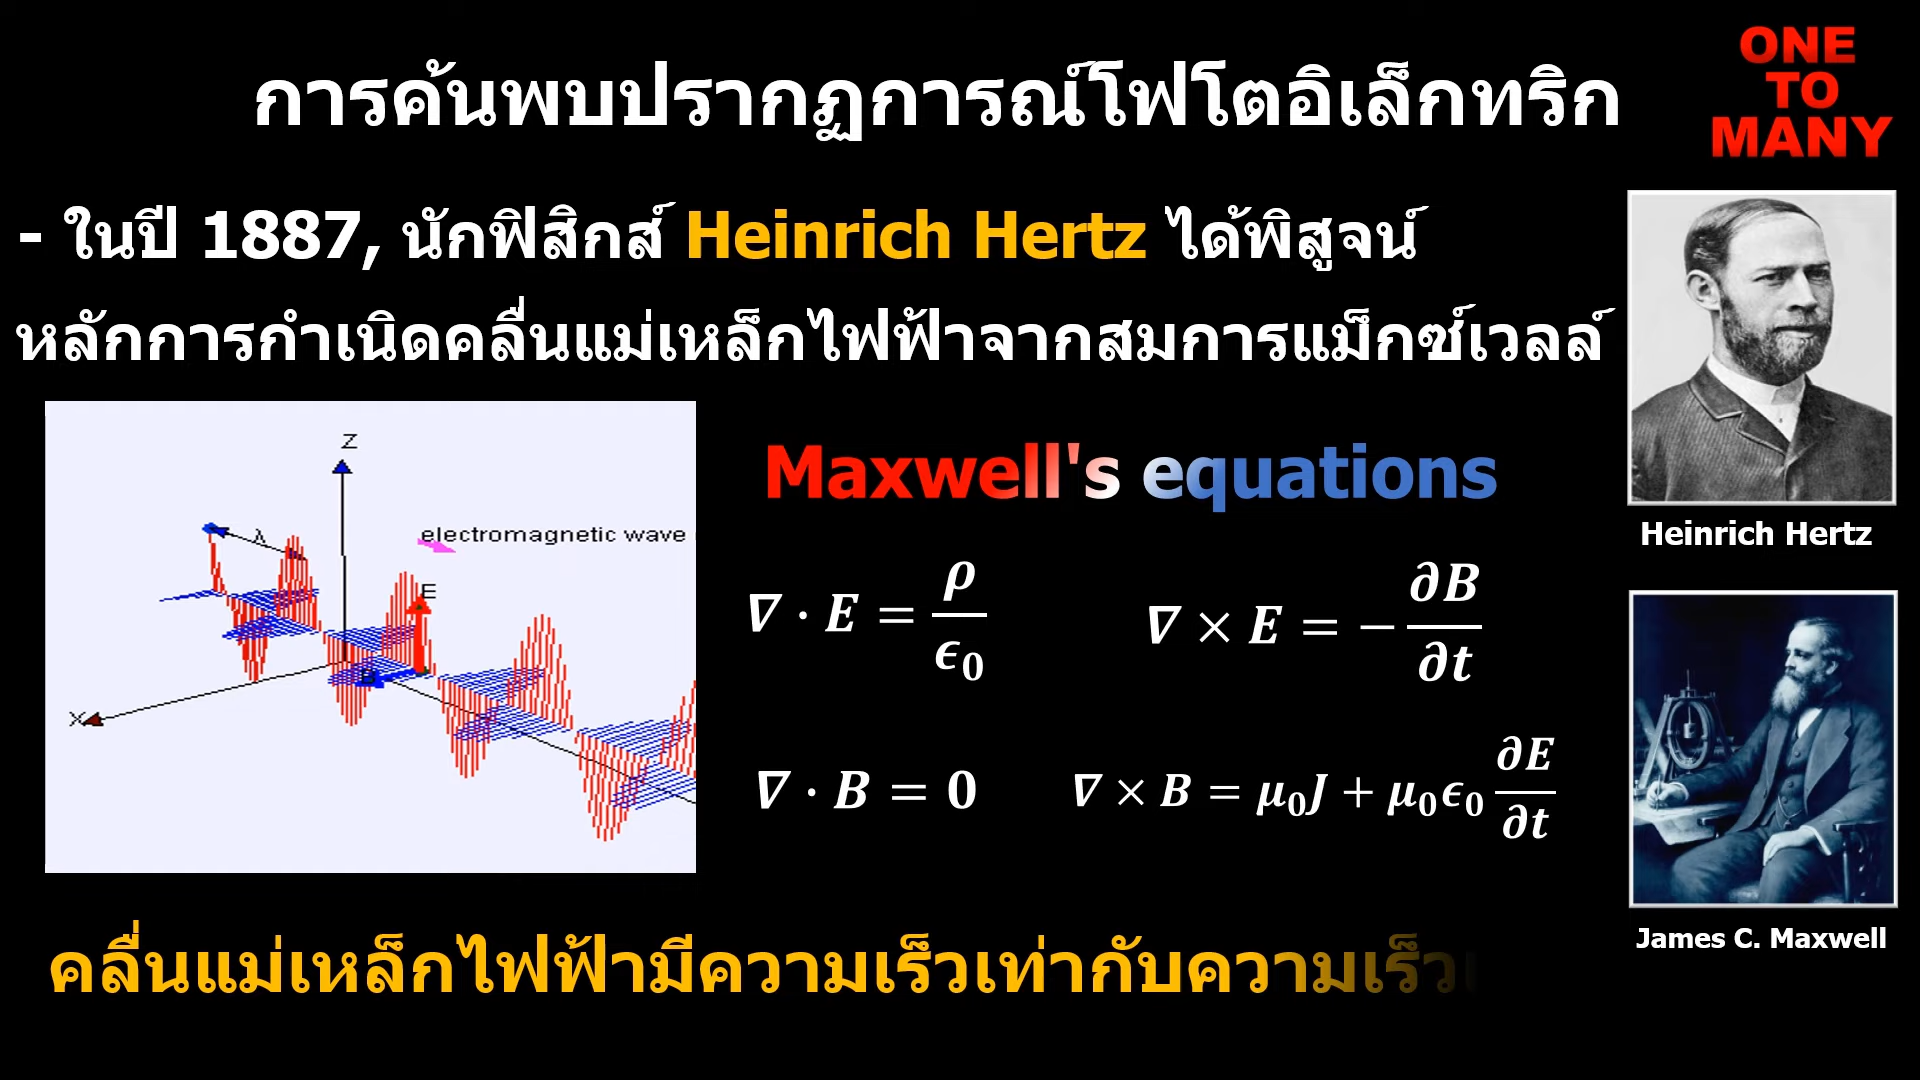 การค้นพบปรากฏการณ์โฟโตอิเล็กทริก
ONE
TO
MANY
- ในปี 1887, นักฟิสิกส์ Heinrich Hertz ได้พิสูจน์
หลักการกำเนิดคลื่นแม่เหล็กไฟฟ้าจากสมการแม็กซ์เวลล์
Z
λ
electromagnetic wave
E
B
X
Maxwell's equations
∇ · E = ρ/ϵ₀
∇ × E = −∂B/∂t
∇ · B = 0
∇ × B = μ₀J + μ₀ϵ₀ ∂E/∂t
Heinrich Hertz
James C. Maxwell
คลื่นแม่เหล็กไฟฟ้ามีความเร็วเท่ากับความเร็ว